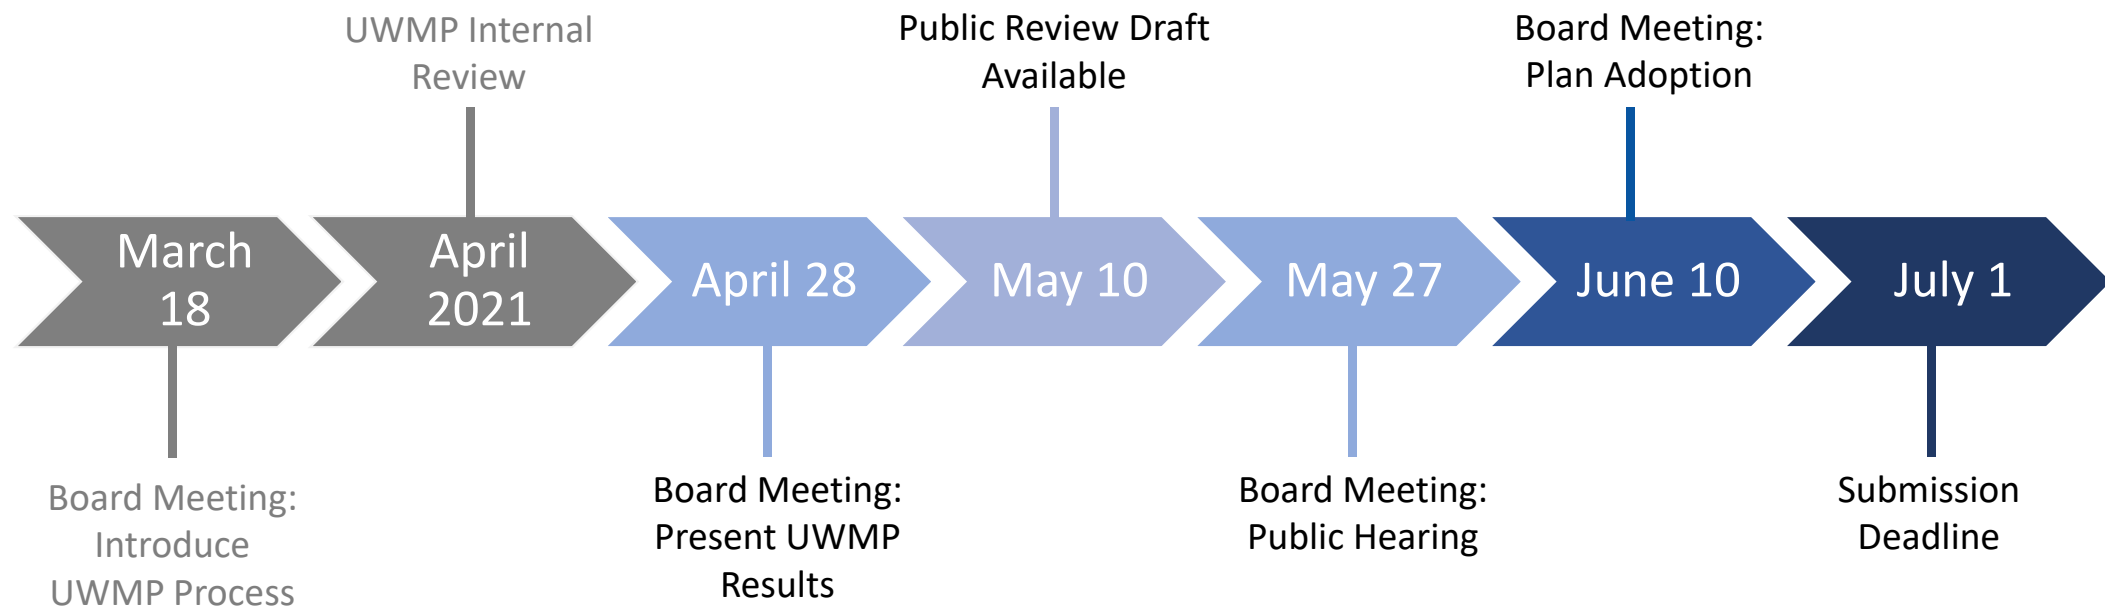 UWMP Internal
Review
Public Review Draft
Available
Board Meeting:
Plan Adoption
March
18
April
2021
April 28
May 10
May 27
June 10
July 1
Board Meeting:
Introduce
UWMP Process
Board Meeting:
Present UWMP
Results
Board Meeting:
Public Hearing
Submission
Deadline